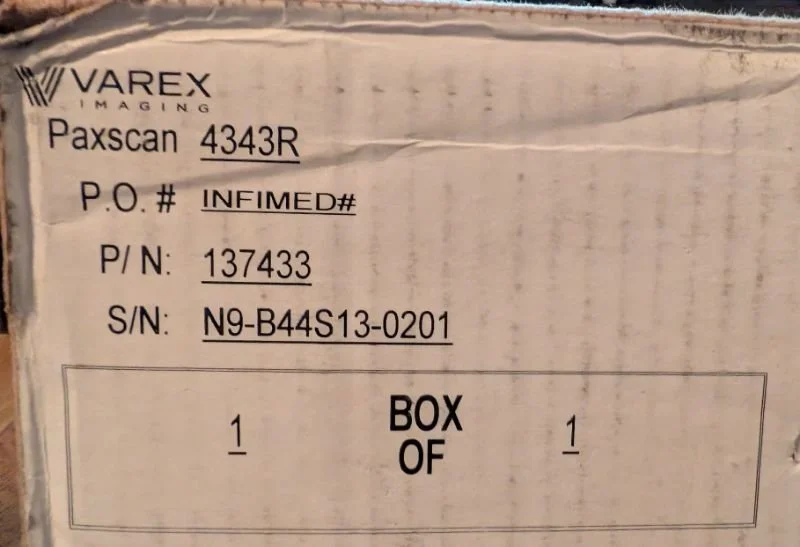 VAREX
IMAGING
Paxscan 4343R
P.O. # INFIMED#
P/N: 137433
S/N: N9-B44S13-0201
1 BOX OF 1